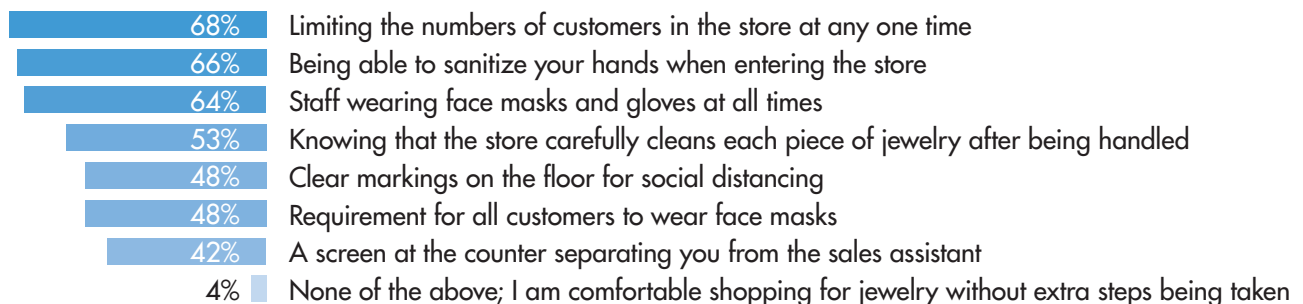 68% Limiting the numbers of customers in the store at any one time
66% Being able to sanitize your hands when entering the store
64% Staff wearing face masks and gloves at all times
53% Knowing that the store carefully cleans each piece of jewelry after being handled
48% Clear markings on the floor for social distancing
48% Requirement for all customers to wear face masks
42% A screen at the counter separating you from the sales assistant
4% None of the above; I am comfortable shopping for jewelry without extra steps being taken